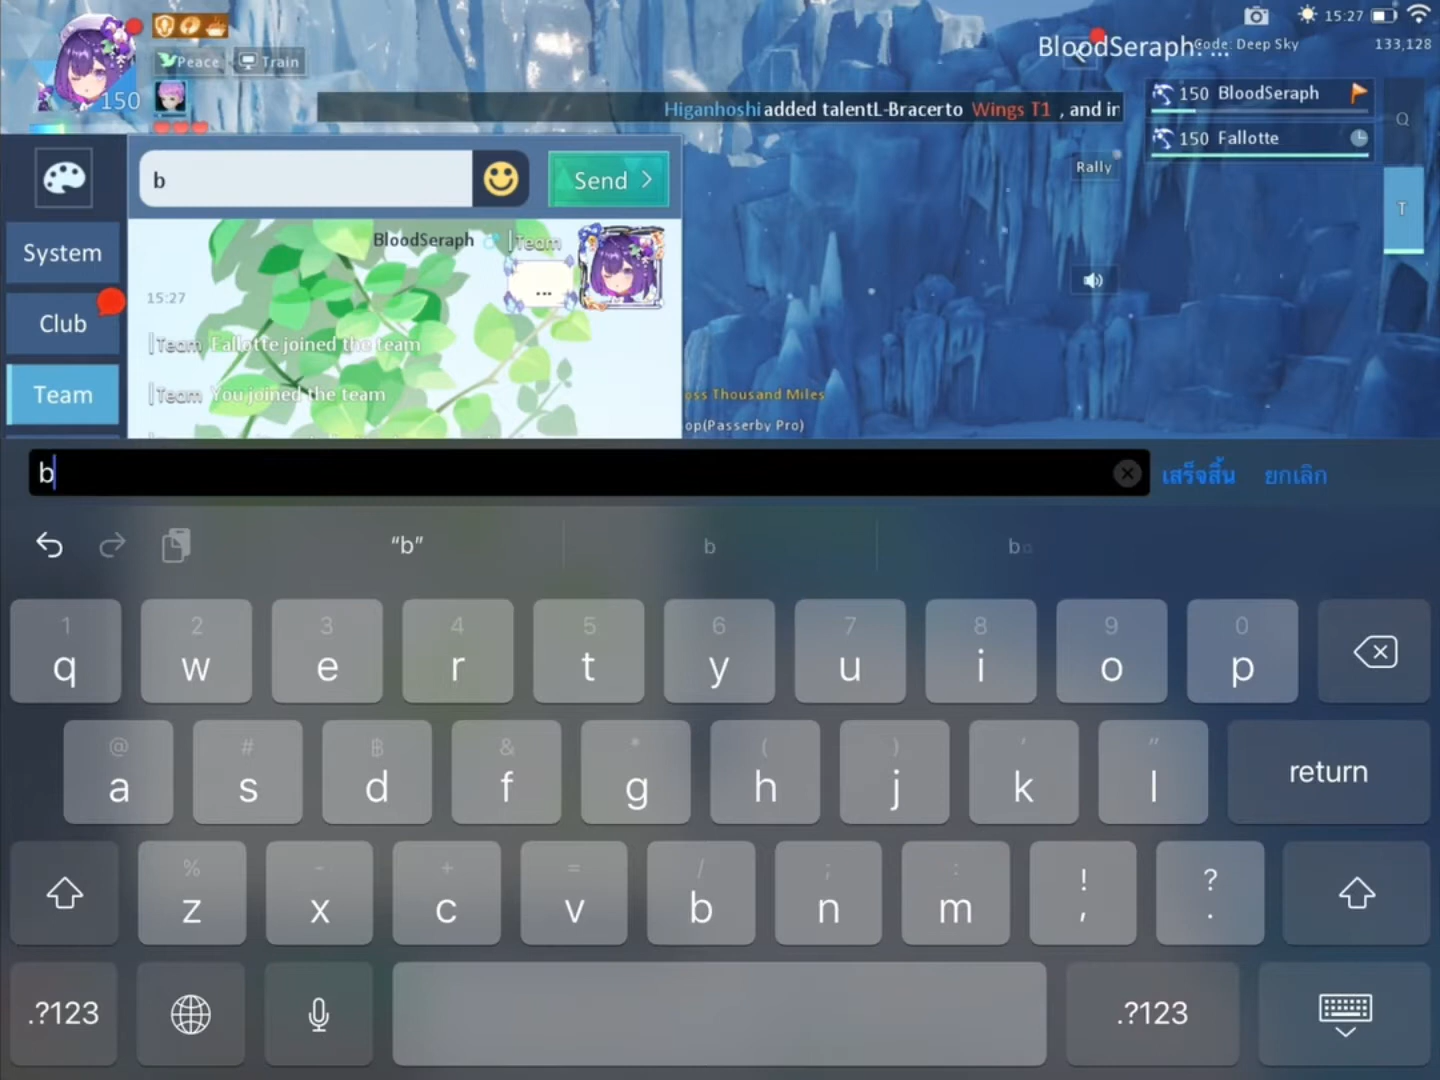 15:27
BloodSeraph: ...
Code: Deep Sky
133,128
Peace
Train
150
Higanhoshi added talentL-Bracerto Wings T1 , and in
150 BloodSeraph
150 Fallotte
Q
Rally
T
b
Send
System
Club
Team
BloodSeraph
|Team
...
15:27
|Team Fallotte joined the team
|Team You joined the team
oss Thousand Miles
op(Passerby Pro)
b
เสร็จสิ้น
ยกเลิก
“b”
b
1 2 3 4 5 6 7 8 9 0
q w e r t y u i o p
@ # ฿ & * ( ) ' "
a s d f g h j k l return
% - + = / ; : ! ?
z x c v b n m , .
.?123
.?123